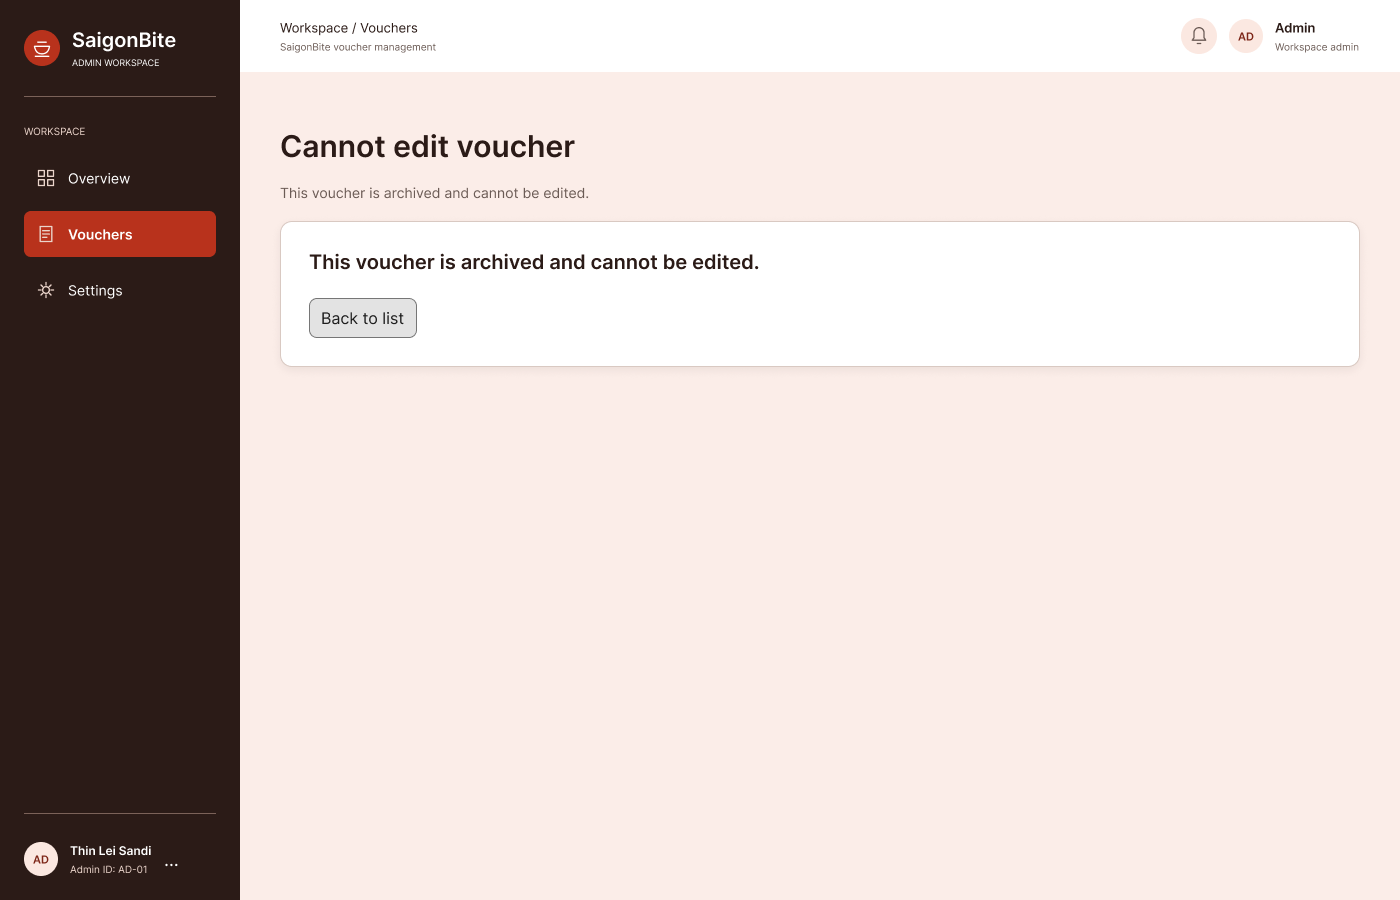 SaigonBite
ADMIN WORKSPACE
WORKSPACE
Overview
Vouchers
Settings
AD
Thin Lei Sandi
Admin ID: AD-01
...
Workspace / Vouchers
SaigonBite voucher management
AD
Admin
Workspace admin
Cannot edit voucher
This voucher is archived and cannot be edited.
This voucher is archived and cannot be edited.
Back to list